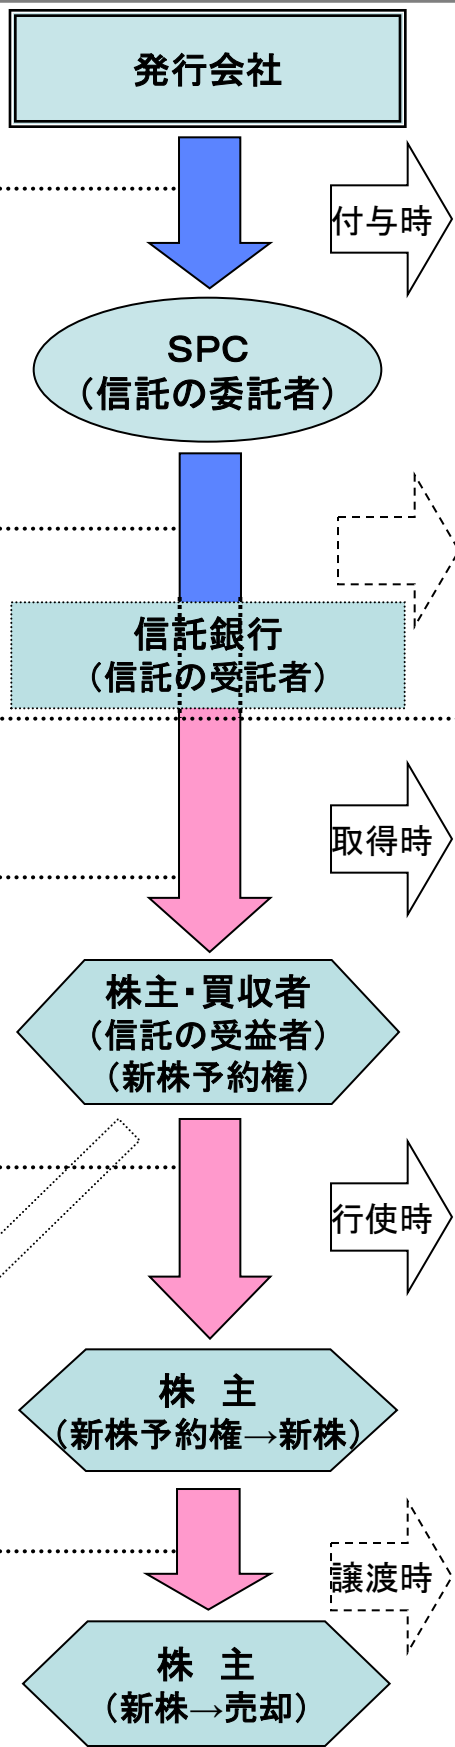 発行会社
付与時
SPC
（信託の委託者）
信託銀行
（信託の受託者）
取得時
株主・買収者
（信託の受益者）
（新株予約権）
行使時
株　主
（新株予約権→新株）
譲渡時
株　主
（新株→売却）